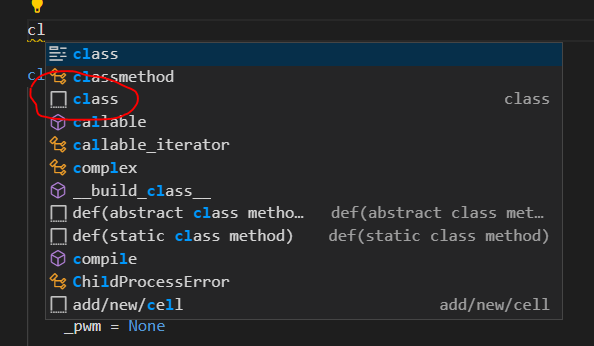 cl
class
cl
classmethod
class class
callable
callable_iterator
complex
__build_class__
def(abstract class metho… def(abstract class met…
def(static class method) def(static class method)
compile
ChildProcessError
add/new/cell add/new/cell
_pwm = None